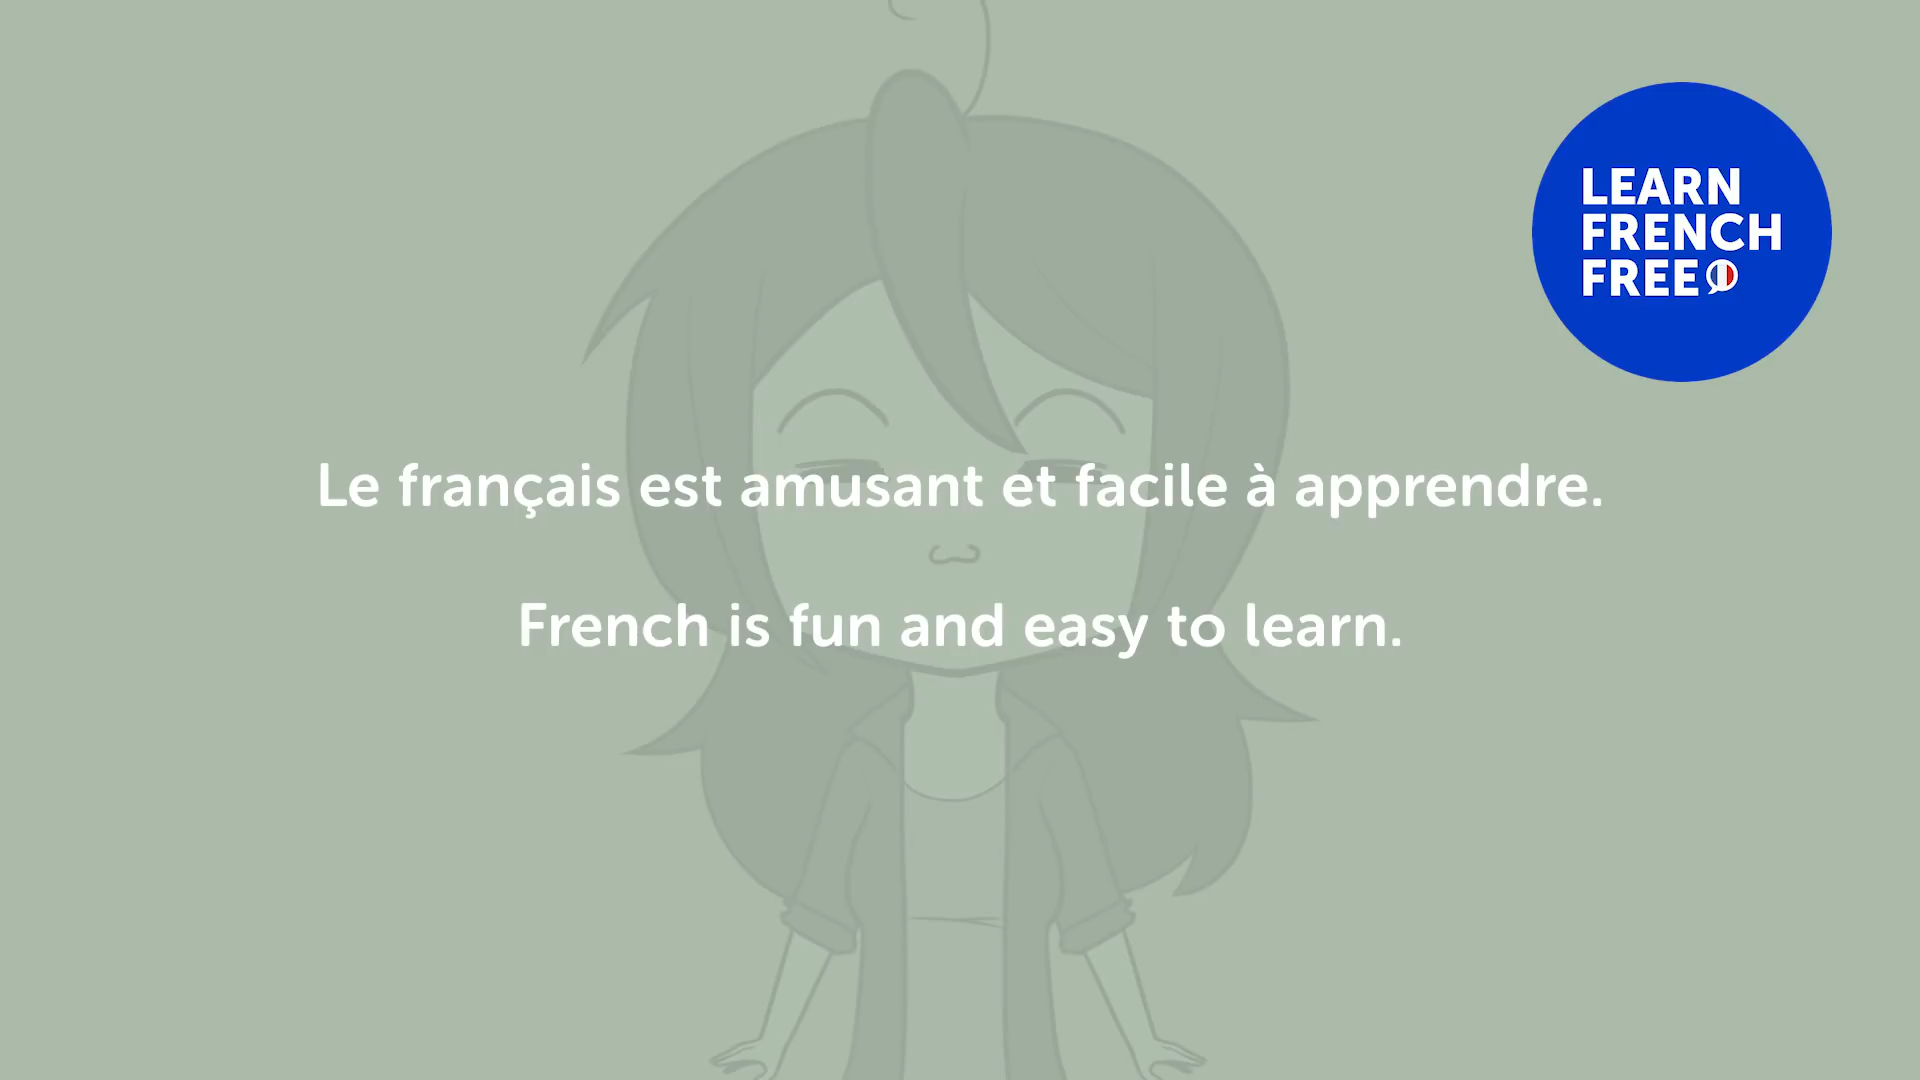 LEARN
FRENCH
FREE
Le français est amusant et facile à apprendre.
French is fun and easy to learn.